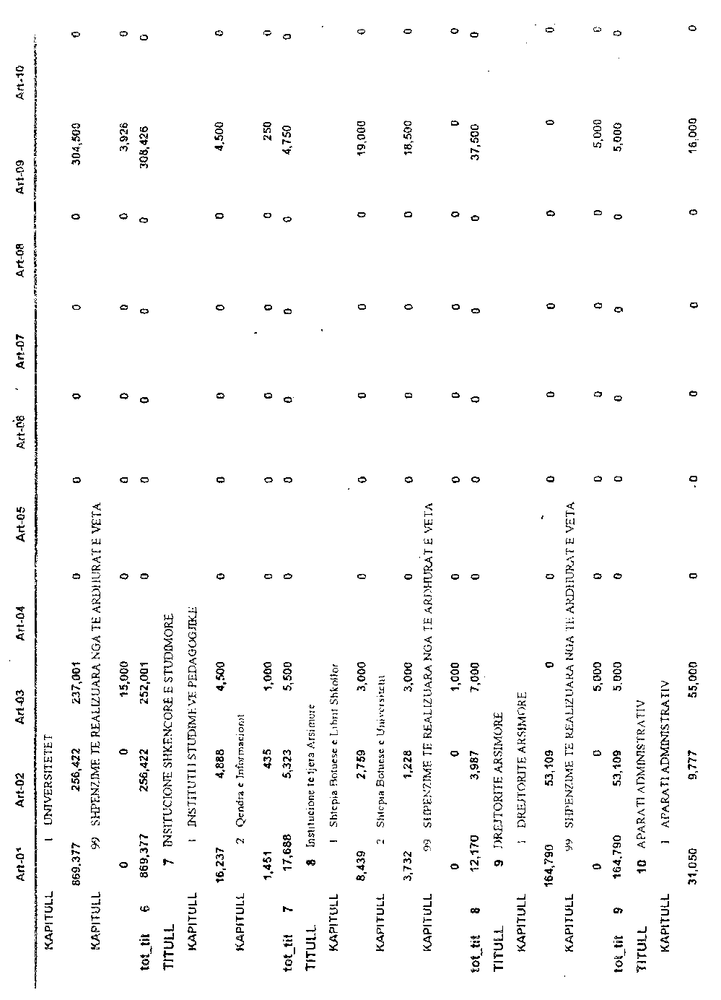 Art-01 Art-02 Art-03 Art-04 Art-05 Art-06 Art-07 Art-08 Art-09 Art-10
KAPITULL 1 UNIVERSITETET
869,377 256,422 237,001 0 0 0 0 0 304,500 0
KAPITULL 99 SHPENZIME TE REALIZUARA NGA TE ARDHURAT E VETA
0 0 15,000 0 0 0 0 0 3,926 0
tot_tit 6 869,377 256,422 252,001 0 0 0 0 0 308,426 0
TITULL 7 INSITUCIONE SHKENCORE E STUDIMORE
KAPITULL 1 INSTITUTI STUDIMEVE PEDAGOGJIKE
16,237 4,888 4,500 0 0 0 0 0 4,500 0
KAPITULL 2 Qendra e Informacionit
1,451 435 1,000 0 0 0 0 0 250 0
tot_tit 7 17,688 5,323 5,500 0 0 0 0 0 4,750 0
TITULL 8 Institucione te tjera Arsimore
KAPITULL 1 Shtepia Botuese e Librit Shkollor
8,439 2,759 3,000 0 0 0 0 0 19,000 0
KAPITULL 2 Shtepia Botuese e Universitetit
3,732 1,228 3,000 0 0 0 0 0 18,500 0
KAPITULL 99 SHPENZIME TE REALIZUARA NGA TE ARDHURAT E VETA
0 0 1,000 0 0 0 0 0 0 0
tot_tit 8 12,170 3,987 7,000 0 0 0 0 0 37,500 0
TITULL 9 DREJTORITE ARSIMORE
KAPITULL 1 DREJTORITE ARSIMORE
164,790 53,109 0 0 0 0 0 0 0 0
KAPITULL 99 SHPENZIME TE REALIZUARA NGA TE ARDHURAT E VETA
0 0 5,000 0 0 0 0 0 5,000 0
tot_tit 9 164,790 53,109 5,000 0 0 0 0 0 5,000 0
TITULL 10 APARATI ADMINISTRATIV
KAPITULL 1 APARATI ADMINISTRATIV
31,050 9,777 55,000 0 0 0 0 0 16,000 0